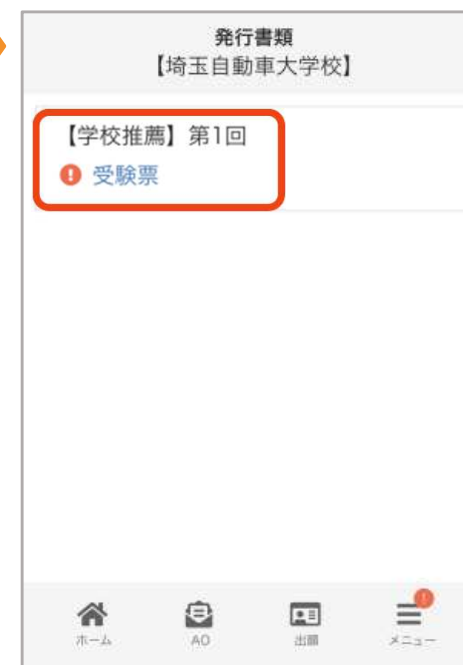 発行書類
【埼玉自動車大学校】
【学校推薦】第1回
受験票
ホーム
AO
出願
メニュー